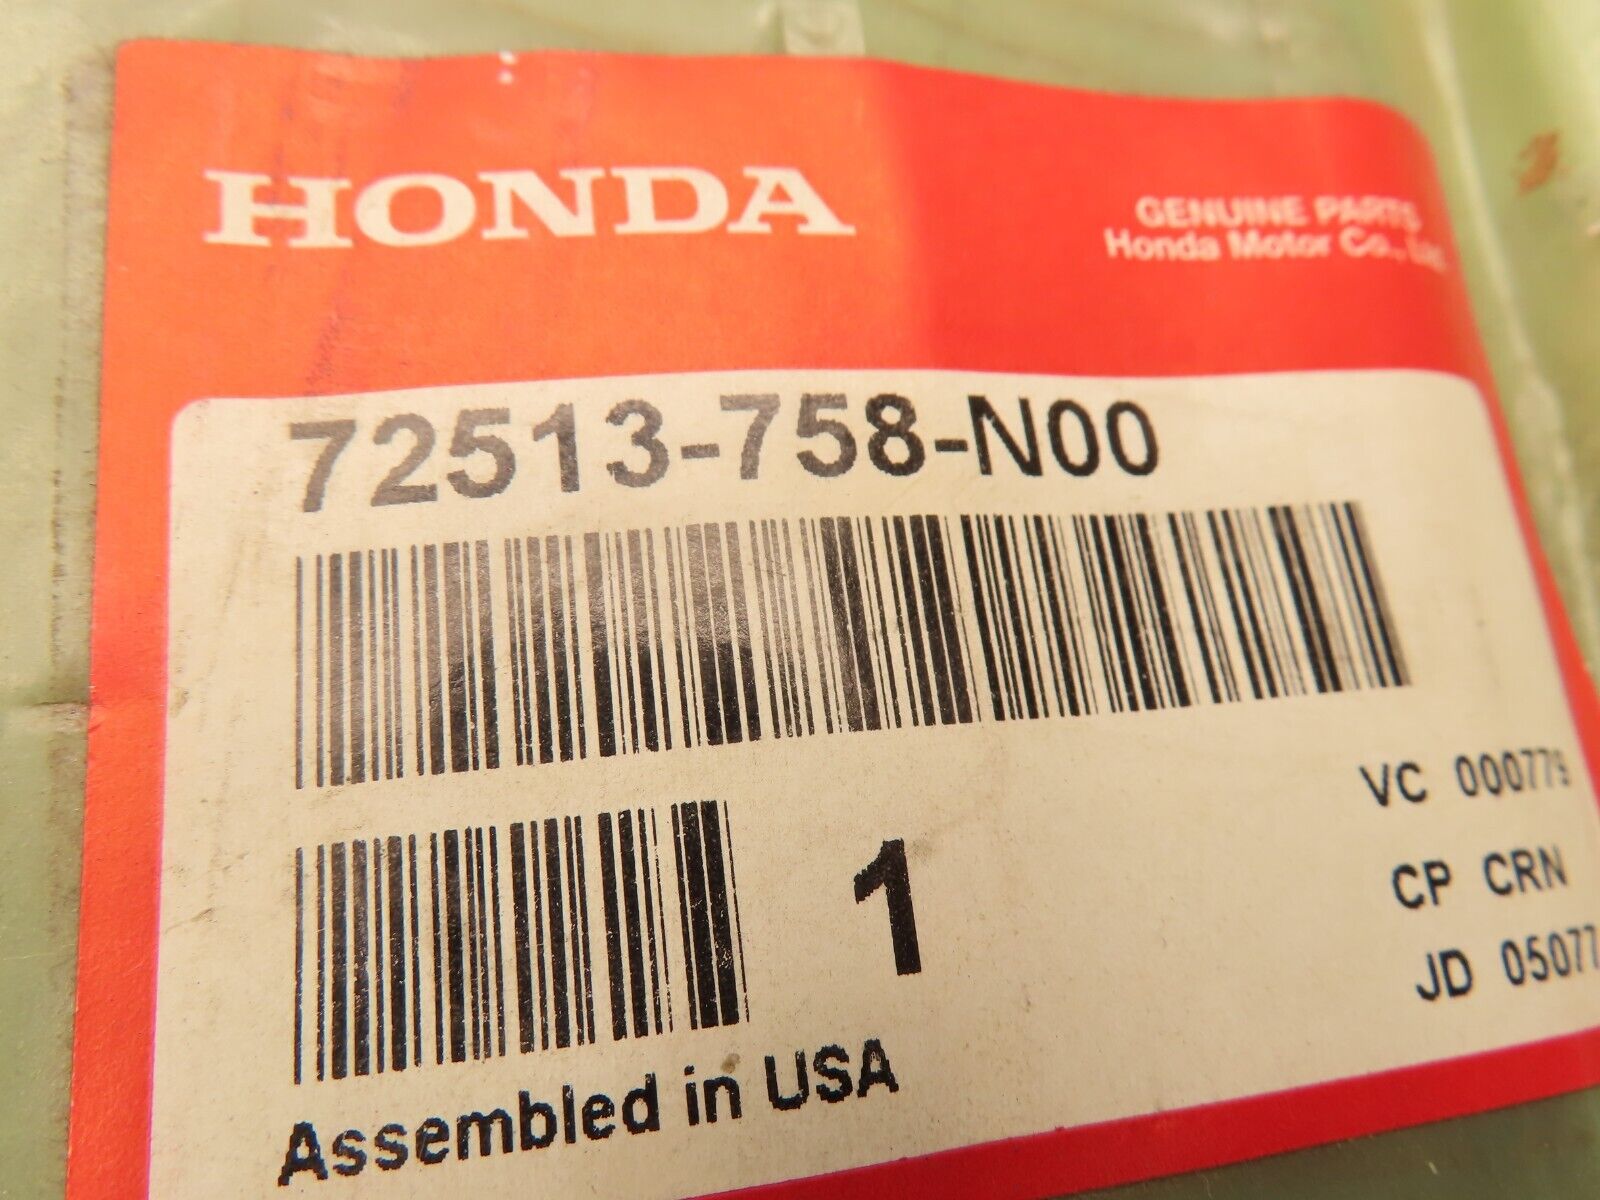 HONDA
GENUINE PARTS
Honda Motor Co., Ltd.
72513-758-N00
VC 000779
1
CP CRN
JD 05077
Assembled in USA